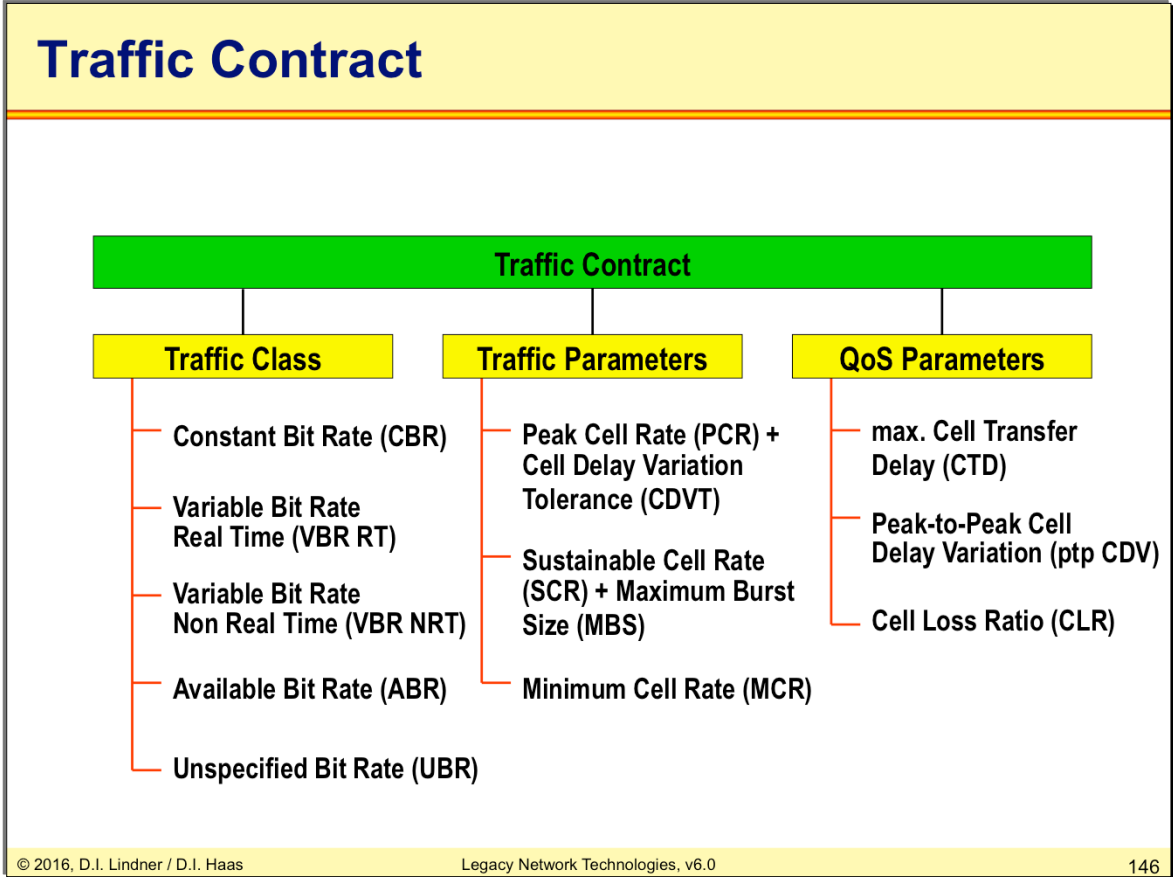 Traffic Contract
Traffic Contract
Traffic Class
Constant Bit Rate (CBR)
Variable Bit Rate
Real Time (VBR RT)
Variable Bit Rate
Non Real Time (VBR NRT)
Available Bit Rate (ABR)
Unspecified Bit Rate (UBR)
Traffic Parameters
Peak Cell Rate (PCR) +
Cell Delay Variation
Tolerance (CDVT)
Sustainable Cell Rate
(SCR) + Maximum Burst
Size (MBS)
Minimum Cell Rate (MCR)
QoS Parameters
max. Cell Transfer
Delay (CTD)
Peak-to-Peak Cell
Delay Variation (ptp CDV)
Cell Loss Ratio (CLR)
© 2016, D.I. Lindner / D.I. Haas
Legacy Network Technologies, v6.0
146